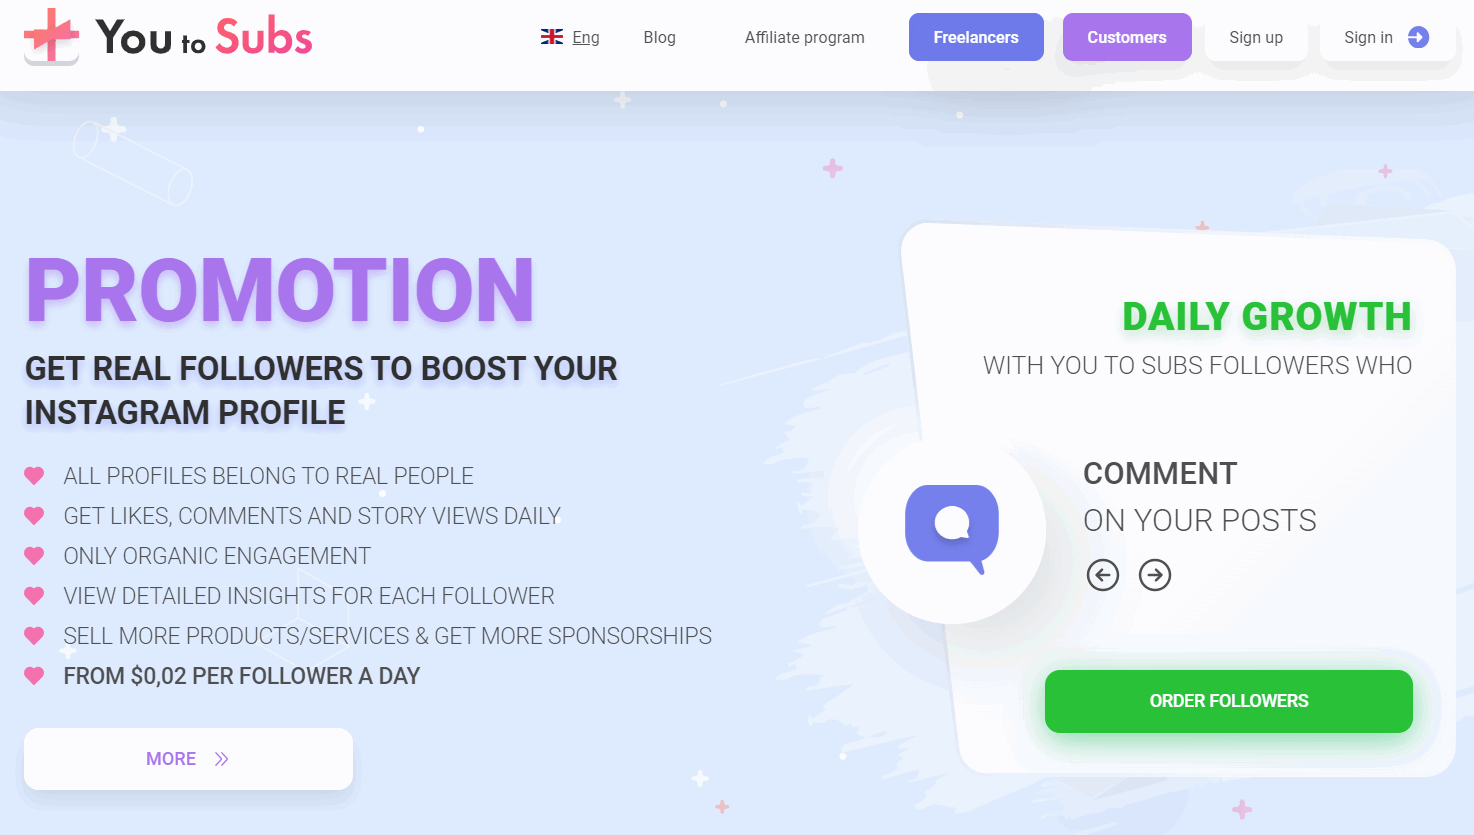 You to Subs
Eng
Blog
Affiliate program
Freelancers
Customers
Sign up
Sign in
PROMOTION
GET REAL FOLLOWERS TO BOOST YOUR
INSTAGRAM PROFILE
ALL PROFILES BELONG TO REAL PEOPLE
GET LIKES, COMMENTS AND STORY VIEWS DAILY
ONLY ORGANIC ENGAGEMENT
VIEW DETAILED INSIGHTS FOR EACH FOLLOWER
SELL MORE PRODUCTS/SERVICES & GET MORE SPONSORSHIPS
FROM $0,02 PER FOLLOWER A DAY
MORE
DAILY GROWTH
WITH YOU TO SUBS FOLLOWERS WHO
COMMENT
ON YOUR POSTS
ORDER FOLLOWERS